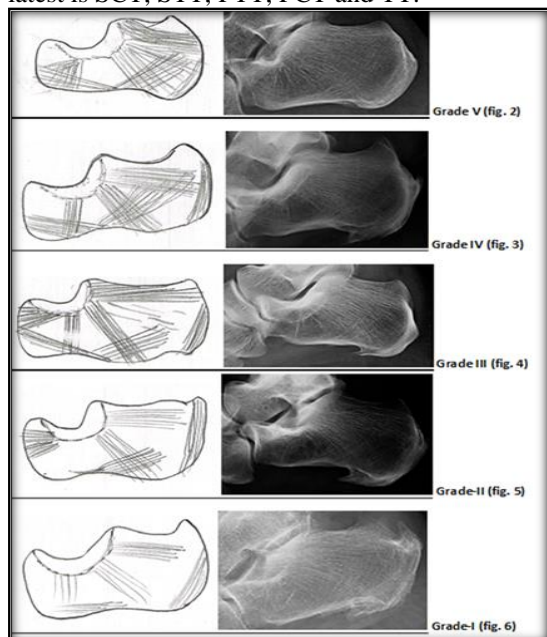 Grade V (fig. 2)
Grade IV (fig. 3)
Grade III (fig. 4)
Grade-II (fig. 5)
Grade-I (fig. 6)